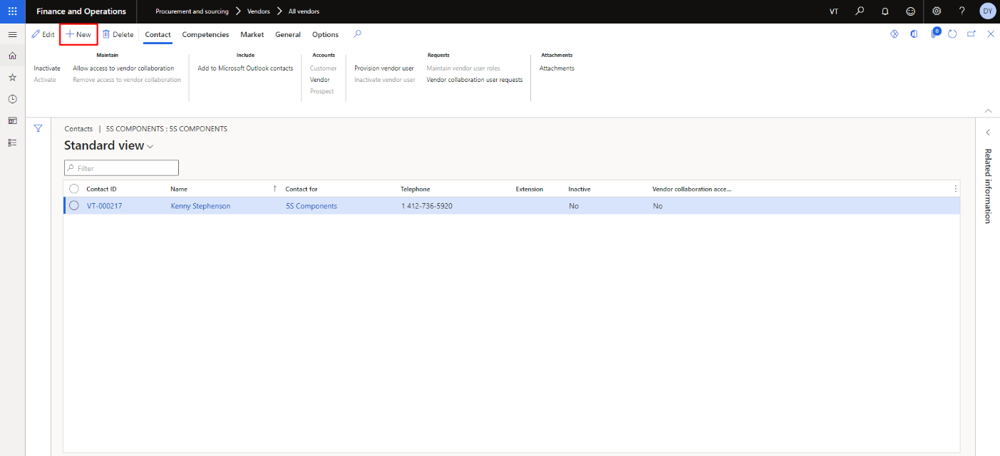 Finance and Operations Procurement and sourcing Vendors All vendors VT ? DY
Edit New Delete Contact Competencies Market General Options 0
Maintain Include Accounts Requests Attachments
Inactivate Allow access to vendor collaboration Add to Microsoft Outlook contacts Customer Provision vendor user Maintain vendor user roles Attachments
Activate Remove access to vendor collaboration Vendor Inactivate vendor user Vendor collaboration user requests
Prospect
Contacts | 5S COMPONENTS : 5S COMPONENTS
Standard view
Filter
Contact ID Name Contact for Telephone Extension Inactive Vendor collaboration acce...
VT-000217 Kenny Stephenson 5S Components 1 412-736-5920 No No
Related information